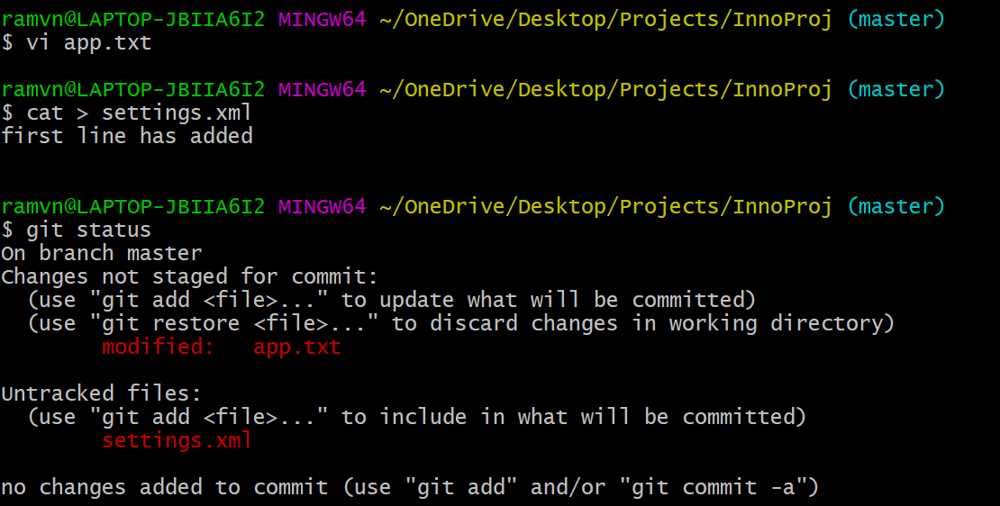 ramvn@LAPTOP-JBIIA6I2 MINGW64 ~/OneDrive/Desktop/Projects/InnoProj (master)
$ vi app.txt
ramvn@LAPTOP-JBIIA6I2 MINGW64 ~/OneDrive/Desktop/Projects/InnoProj (master)
$ cat > settings.xml
first line has added
ramvn@LAPTOP-JBIIA6I2 MINGW64 ~/OneDrive/Desktop/Projects/InnoProj (master)
$ git status
On branch master
Changes not staged for commit:
  (use "git add <file>..." to update what will be committed)
  (use "git restore <file>..." to discard changes in working directory)
        modified:   app.txt
Untracked files:
  (use "git add <file>..." to include in what will be committed)
        settings.xml
no changes added to commit (use "git add" and/or "git commit -a")